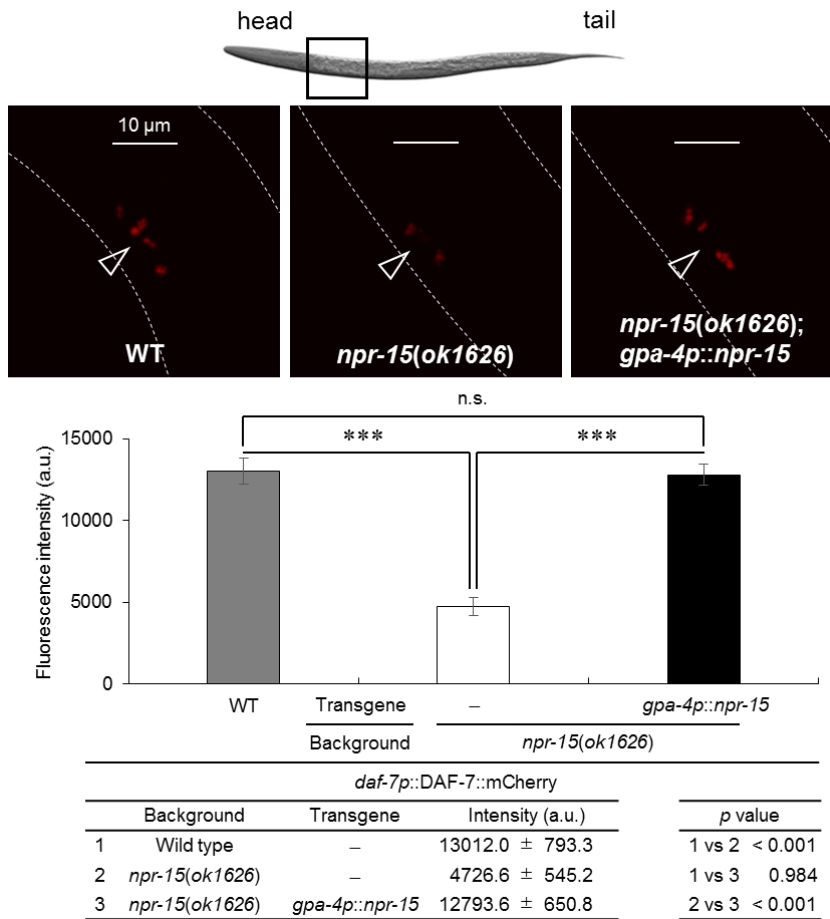 head tail
10 μm
WT
npr-15(ok1626)
npr-15(ok1626);
gpa-4p::npr-15
n.s.
*** ***
15000
10000
5000
0
Fluorescence intensity (a.u.)
WT Transgene – gpa-4p::npr-15
Background npr-15(ok1626)
daf-7p::DAF-7::mCherry
Background Transgene Intensity (a.u.) p value
1 Wild type – 13012.0 ± 793.3 1 vs 2 < 0.001
2 npr-15(ok1626) – 4726.6 ± 545.2 1 vs 3 0.984
3 npr-15(ok1626) gpa-4p::npr-15 12793.6 ± 650.8 2 vs 3 < 0.001